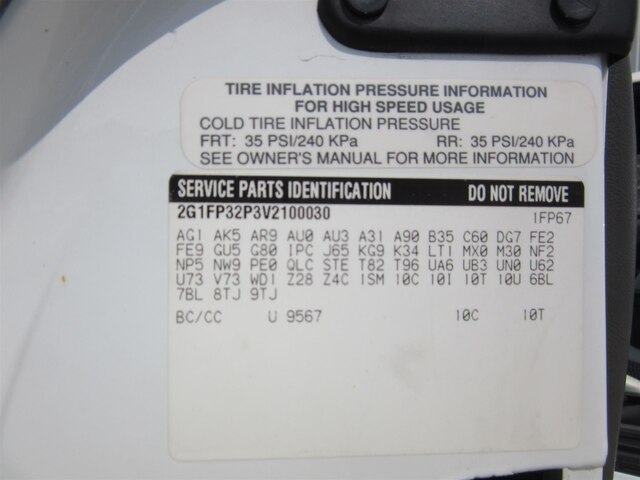 TIRE INFLATION PRESSURE INFORMATION
FOR HIGH SPEED USAGE
COLD TIRE INFLATION PRESSURE
FRT: 35 PSI/240 KPa RR: 35 PSI/240 KPa
SEE OWNER'S MANUAL FOR MORE INFORMATION
SERVICE PARTS IDENTIFICATION DO NOT REMOVE
2G1FP32P3V2100030
1FP67
AG1 AK5 AR9 AU0 AU3 A31 A90 B35 C60 DG7 FE2
FE9 GU5 G80 IPC J65 KG9 K34 LT1 MX0 M30 NF2
NP5 NW9 PE0 QLC STE T82 T96 UA6 UB3 UN0 U62
U73 V73 WD1 Z28 Z4C 1SM 10C 10I 10T 10U 6BL
7BL 8TJ 9TJ
BC/CC U 9567 10C 10T